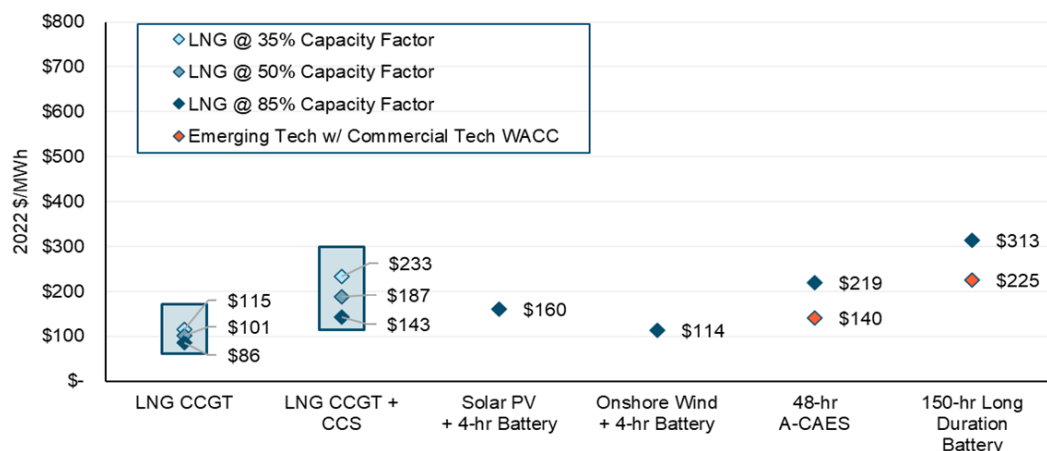 $800
$700
$600
$500
$400
$300
$200
$100
$-
2022 $/MWh
LNG @ 35% Capacity Factor
LNG @ 50% Capacity Factor
LNG @ 85% Capacity Factor
Emerging Tech w/ Commercial Tech WACC
$115
$101
$86
$233
$187
$143
$160
$114
$219
$140
$313
$225
LNG CCGT
LNG CCGT +
CCS
Solar PV
+ 4-hr Battery
Onshore Wind
+ 4-hr Battery
48-hr
A-CAES
150-hr Long
Duration
Battery